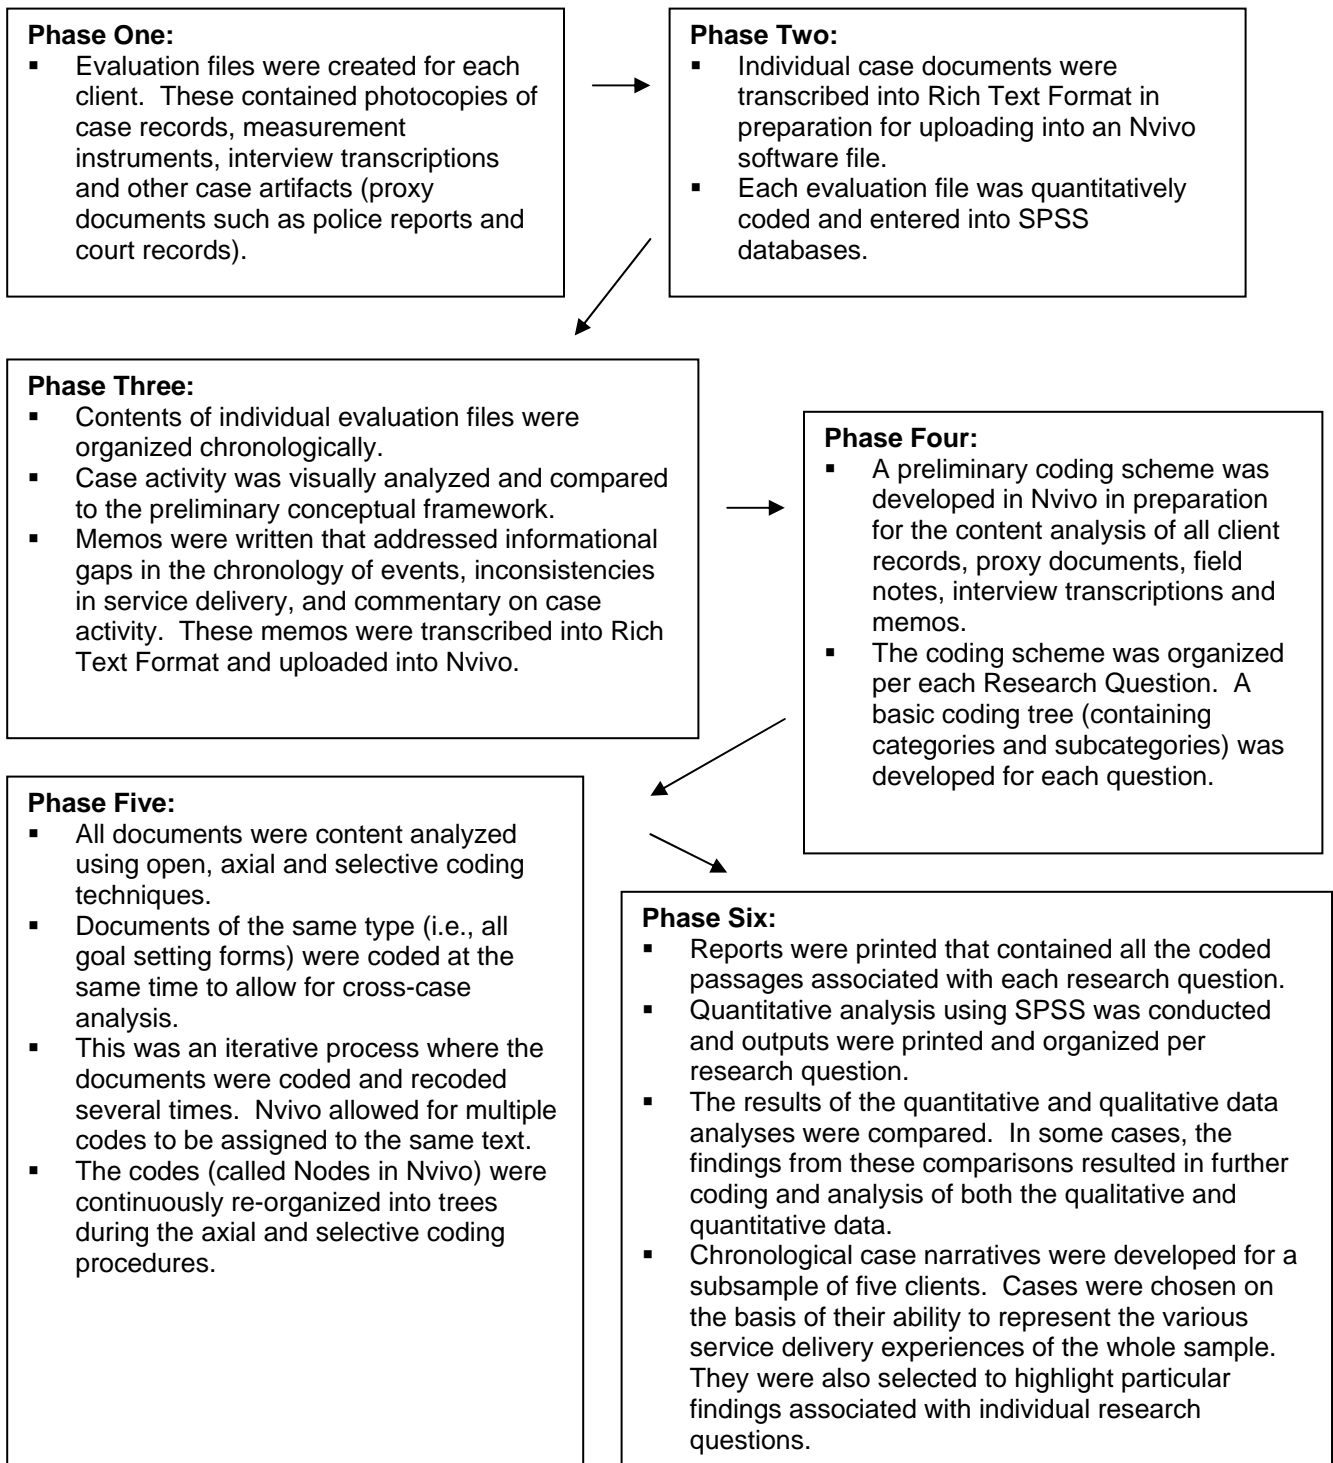 Phase One:
▪ Evaluation files were created for each
client. These contained photocopies of
case records, measurement
instruments, interview transcriptions
and other case artifacts (proxy
documents such as police reports and
court records).
Phase Two:
▪ Individual case documents were
transcribed into Rich Text Format in
preparation for uploading into an Nvivo
software file.
▪ Each evaluation file was quantitatively
coded and entered into SPSS
databases.
Phase Three:
▪ Contents of individual evaluation files were
organized chronologically.
▪ Case activity was visually analyzed and compared
to the preliminary conceptual framework.
▪ Memos were written that addressed informational
gaps in the chronology of events, inconsistencies
in service delivery, and commentary on case
activity. These memos were transcribed into Rich
Text Format and uploaded into Nvivo.
Phase Four:
▪ A preliminary coding scheme was
developed in Nvivo in preparation
for the content analysis of all client
records, proxy documents, field
notes, interview transcriptions and
memos.
▪ The coding scheme was organized
per each Research Question. A
basic coding tree (containing
categories and subcategories) was
developed for each question.
Phase Five:
▪ All documents were content analyzed
using open, axial and selective coding
techniques.
▪ Documents of the same type (i.e., all
goal setting forms) were coded at the
same time to allow for cross-case
analysis.
▪ This was an iterative process where the
documents were coded and recoded
several times. Nvivo allowed for multiple
codes to be assigned to the same text.
▪ The codes (called Nodes in Nvivo) were
continuously re-organized into trees
during the axial and selective coding
procedures.
Phase Six:
▪ Reports were printed that contained all the coded
passages associated with each research question.
▪ Quantitative analysis using SPSS was conducted
and outputs were printed and organized per
research question.
▪ The results of the quantitative and qualitative data
analyses were compared. In some cases, the
findings from these comparisons resulted in further
coding and analysis of both the qualitative and
quantitative data.
▪ Chronological case narratives were developed for a
subsample of five clients. Cases were chosen on
the basis of their ability to represent the various
service delivery experiences of the whole sample.
They were also selected to highlight particular
findings associated with individual research
questions.